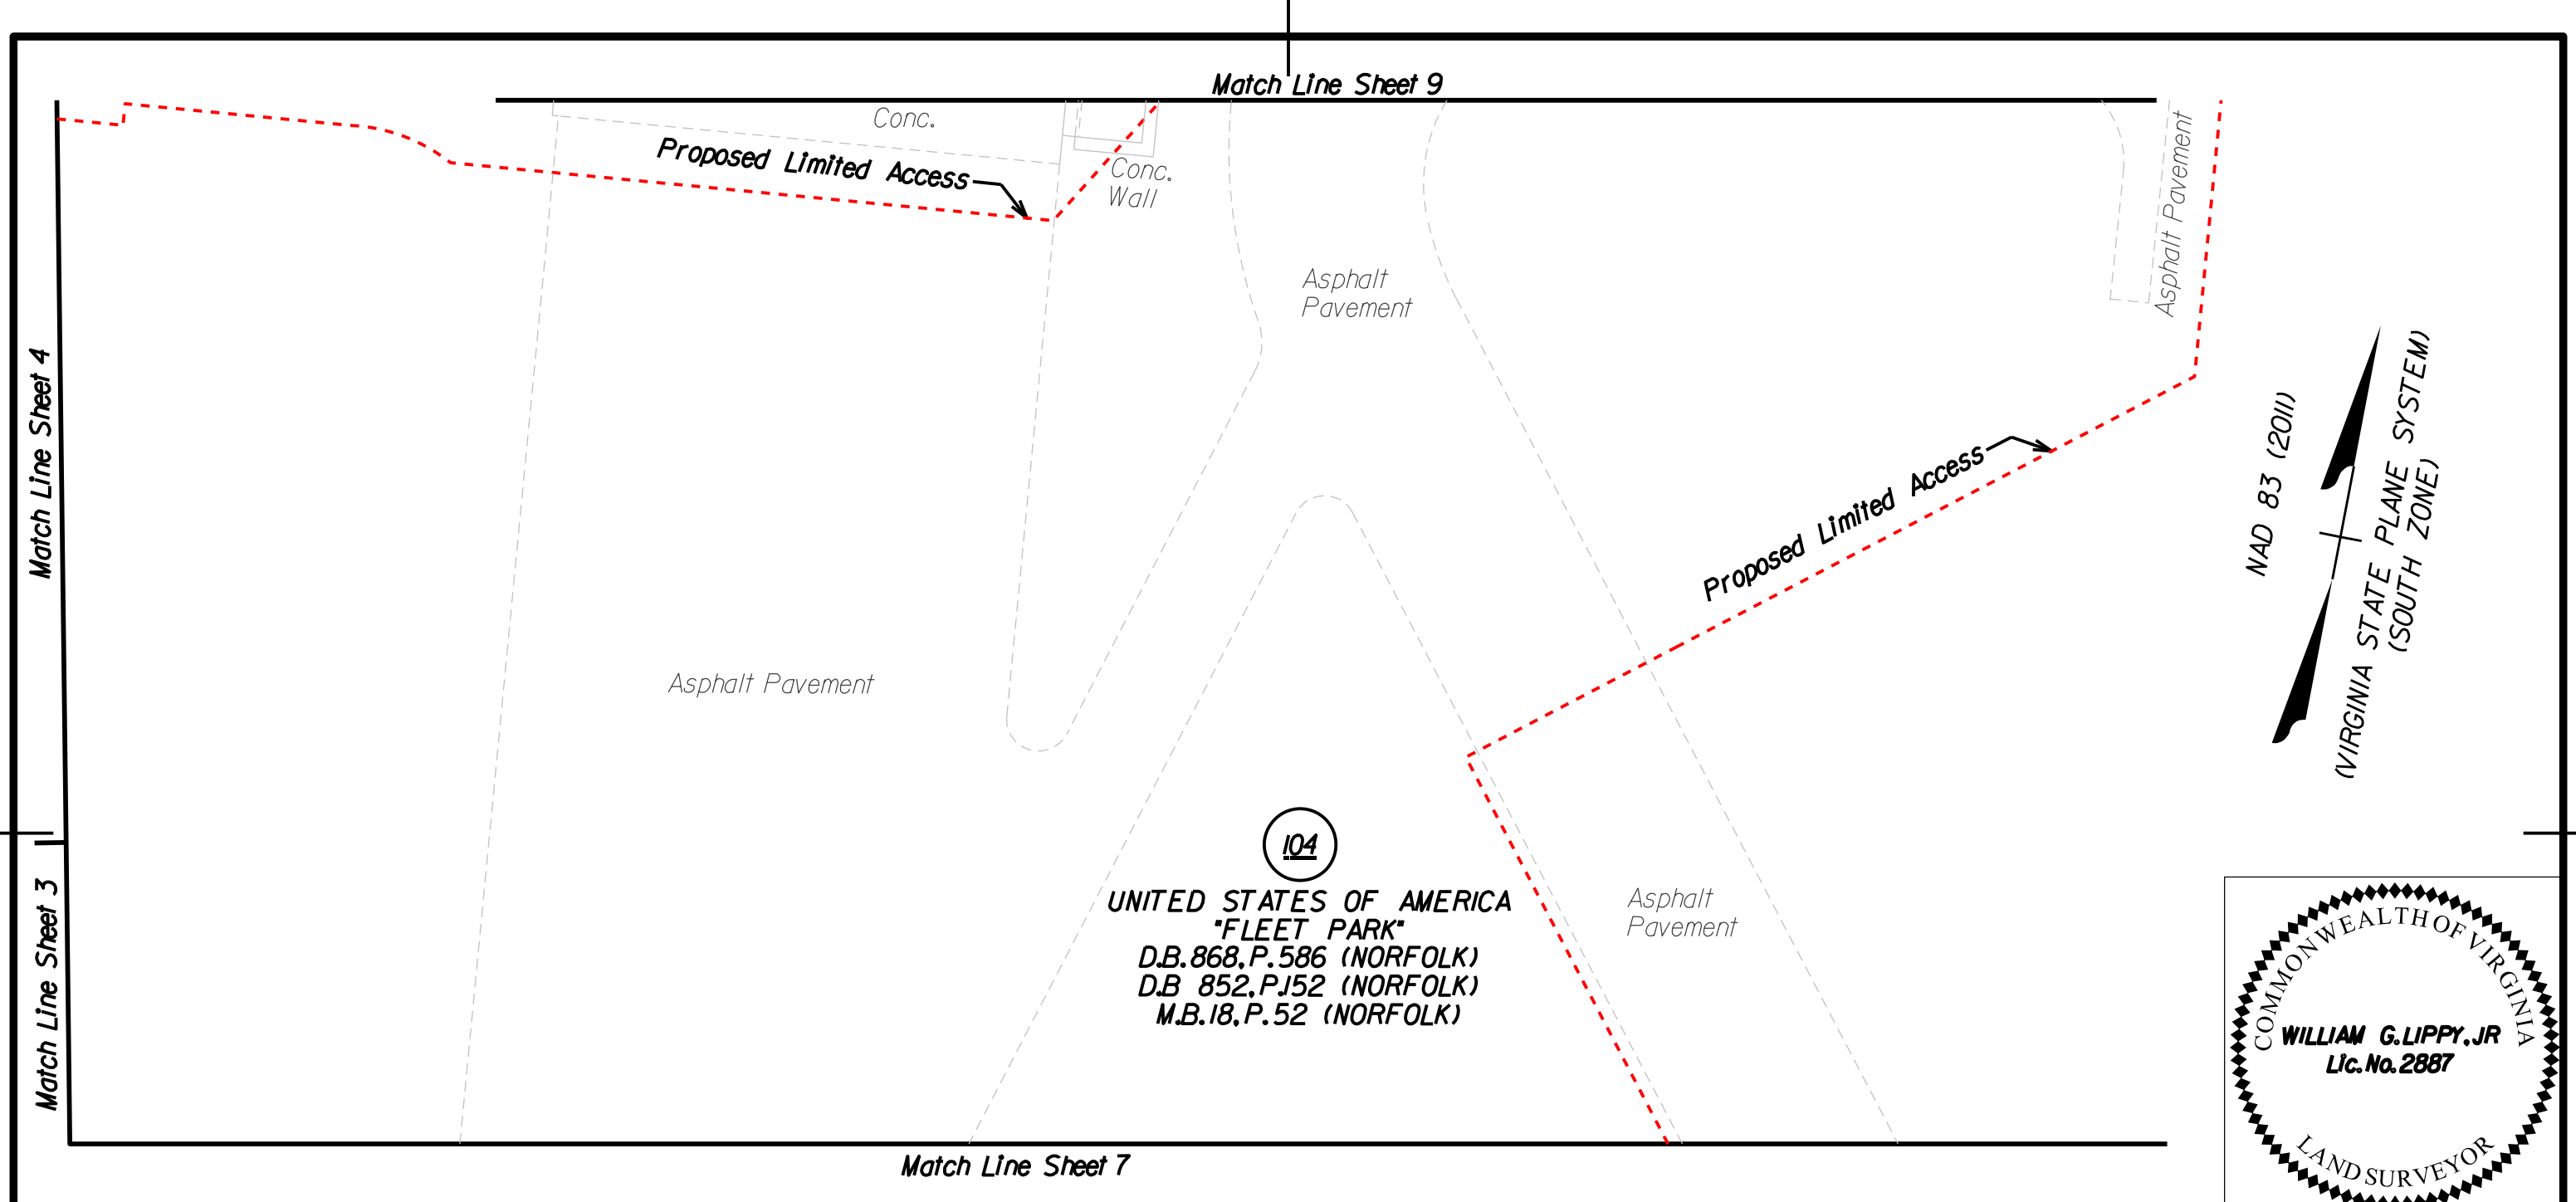 Match Line Sheet 9
Conc.
Proposed Limited Access
Conc.
Wall
Asphalt
Pavement
Asphalt Pavement
Match Line Sheet 4
NAD 83 (2011)
(VIRGINIA STATE PLANE SYSTEM)
(SOUTH ZONE)
Proposed Limited Access
Asphalt Pavement
104
UNITED STATES OF AMERICA
"FLEET PARK"
D.B. 868, P. 586 (NORFOLK)
D.B 852, P.152 (NORFOLK)
M.B. 18, P. 52 (NORFOLK)
Asphalt
Pavement
Match Line Sheet 3
Match Line Sheet 7
COMMONWEALTH OF VIRGINIA
WILLIAM G. LIPPY, JR
Lic. No. 2887
LAND SURVEYOR